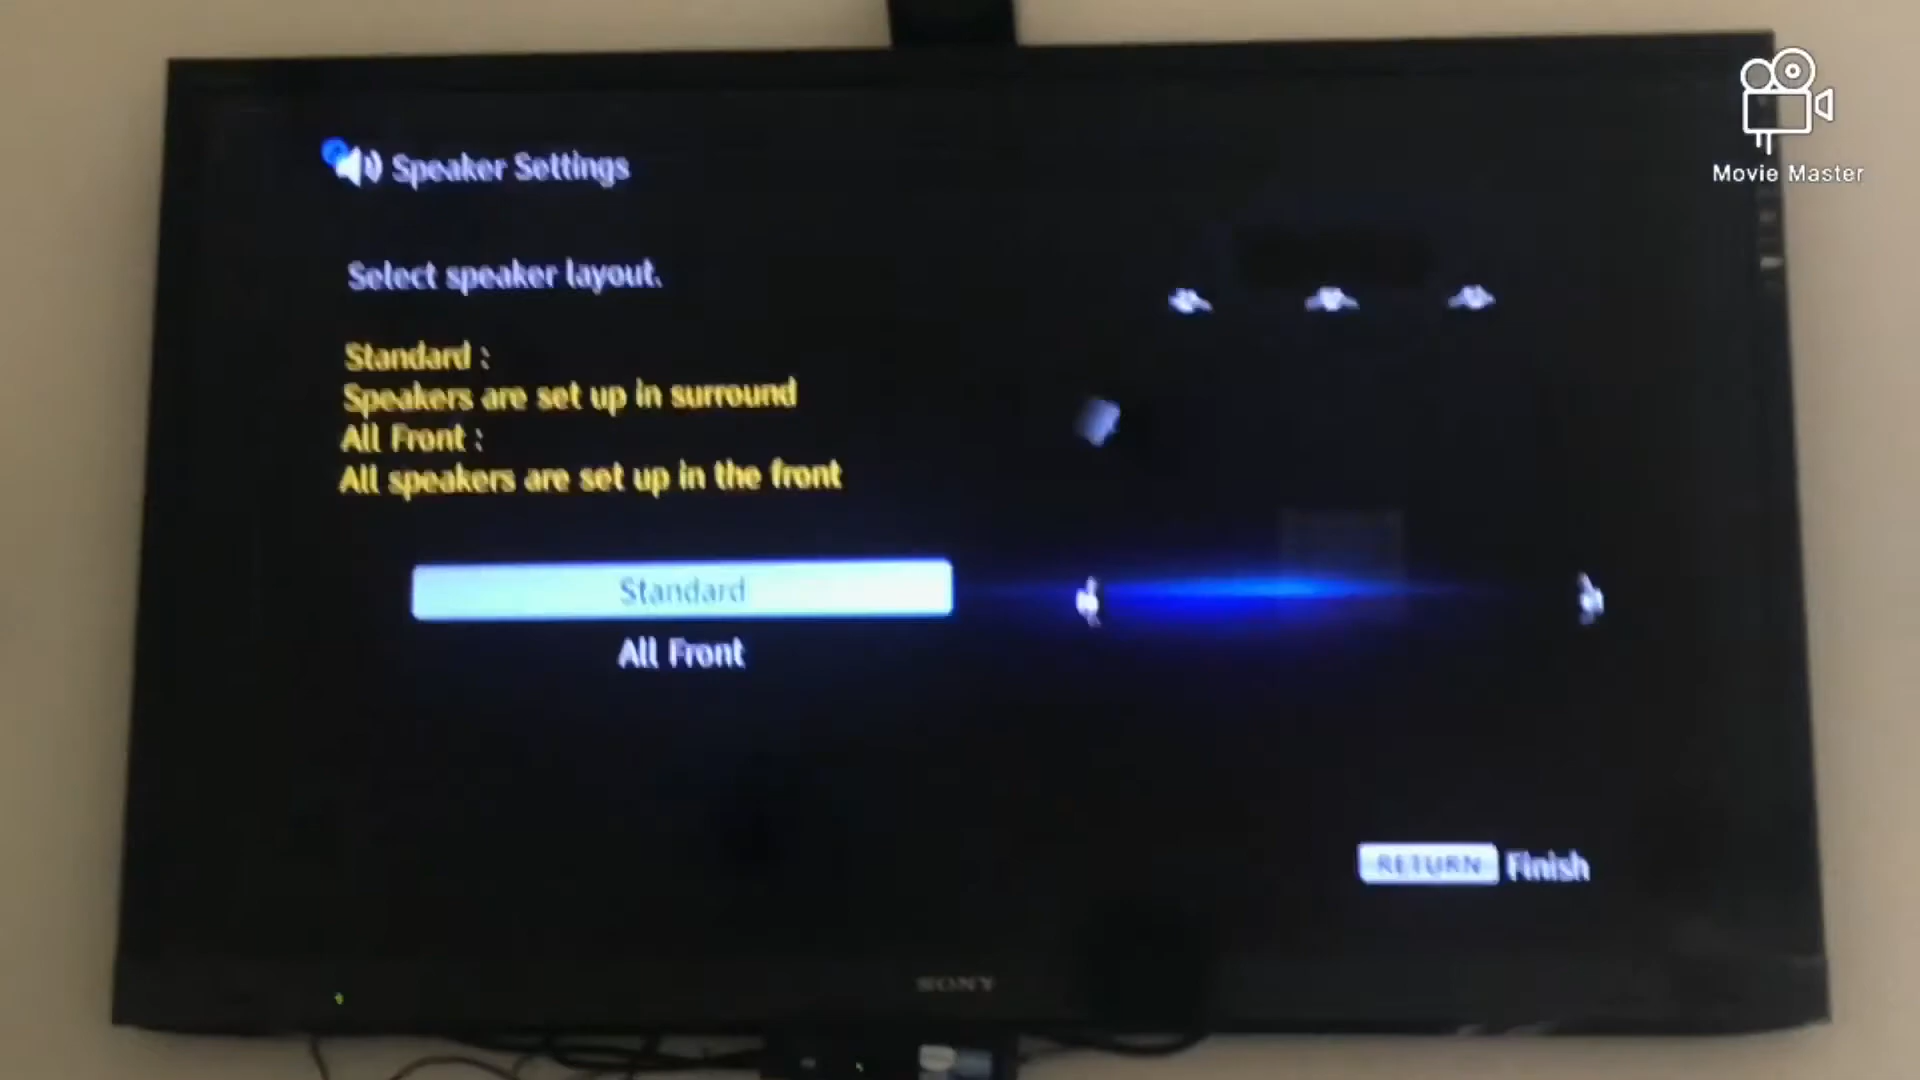 Movie Master
Speaker Settings
Select speaker layout.
Standard :
Speakers are set up in surround
All Front :
All speakers are set up in the front
Standard
All Front
RETURN Finish
SONY